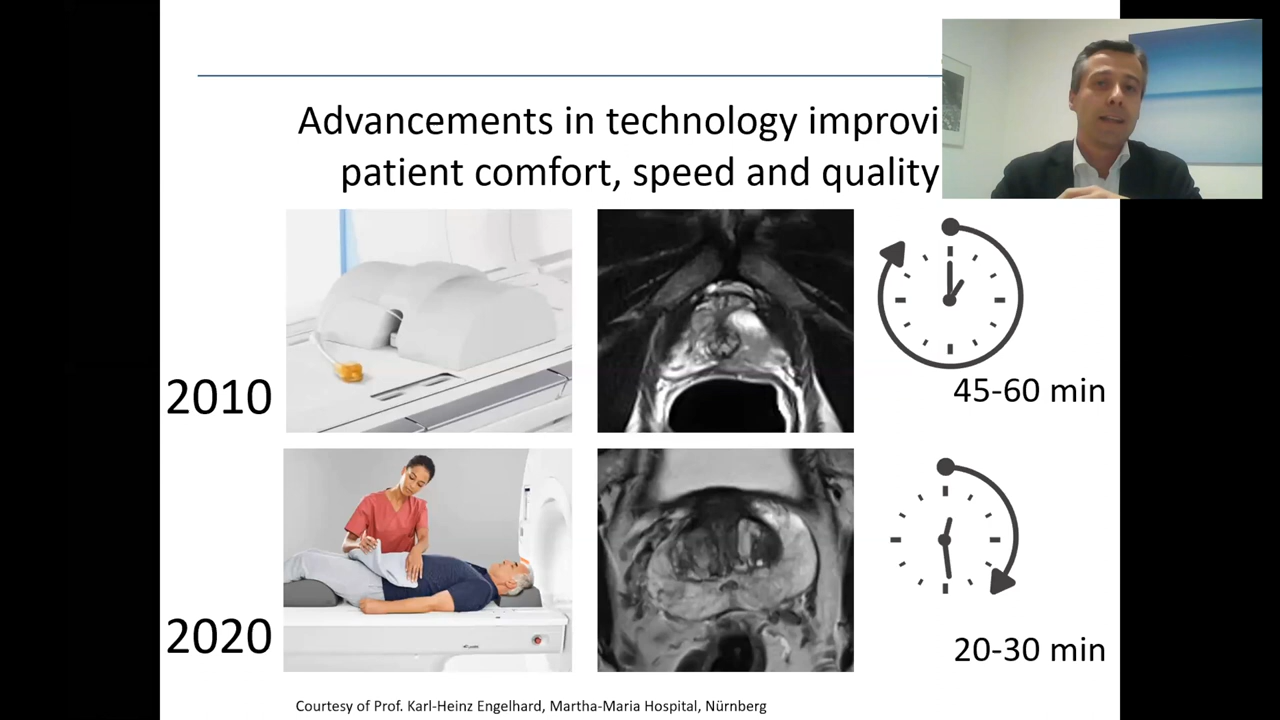 Advancements in technology improvi
patient comfort, speed and quality
2010
45-60 min
2020
20-30 min
Courtesy of Prof. Karl-Heinz Engelhard, Martha-Maria Hospital, Nürnberg